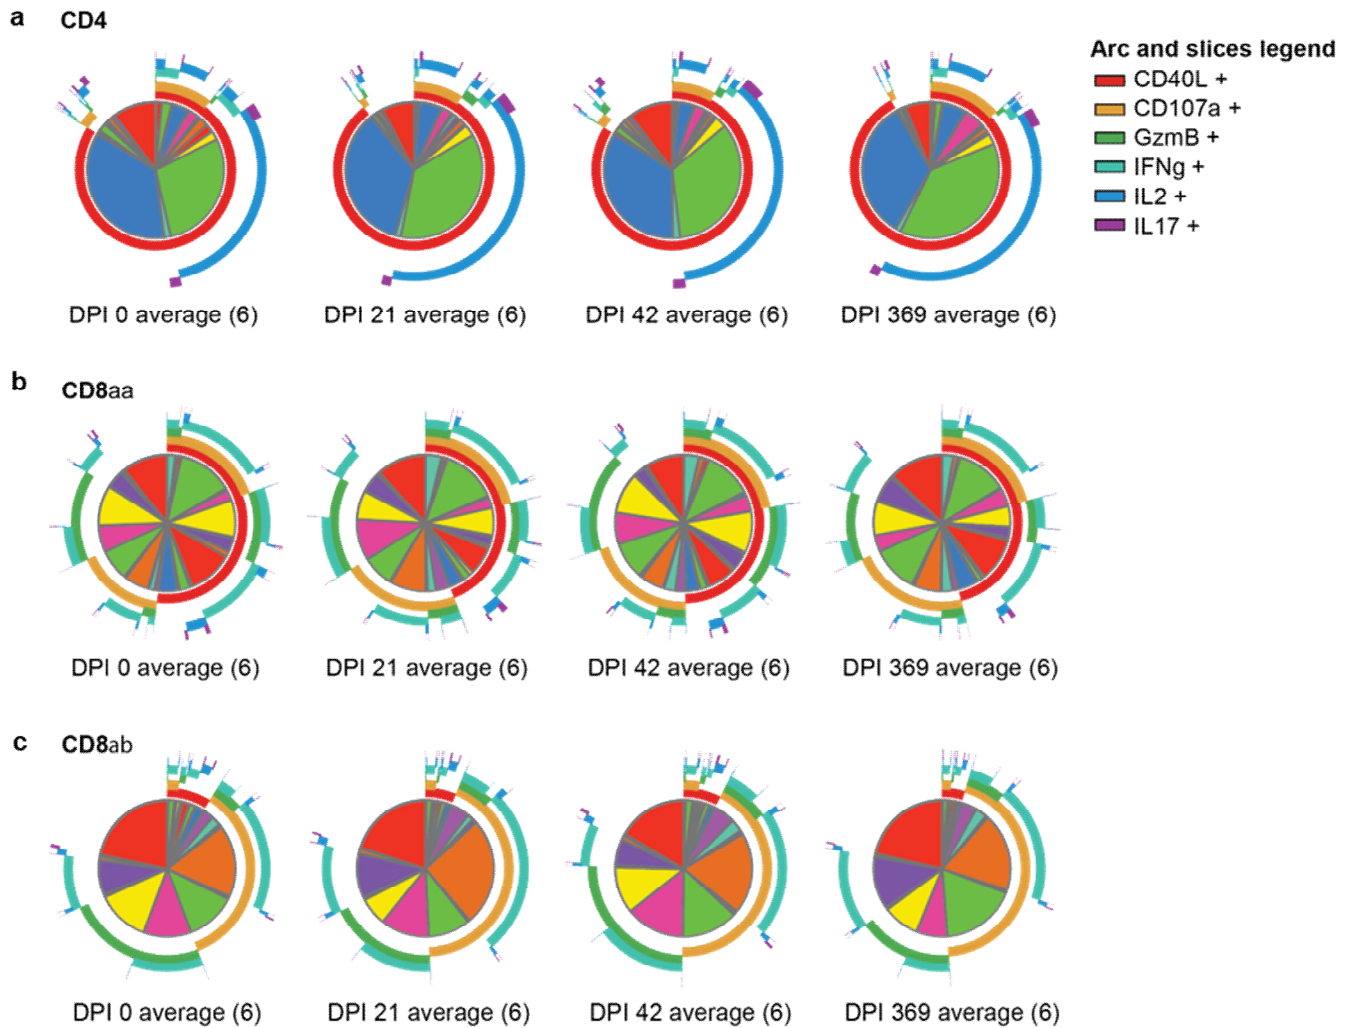 a CD4
Arc and slices legend
CD40L +
CD107a +
GzmB +
IFNg +
IL2 +
IL17 +
DPI 0 average (6) DPI 21 average (6) DPI 42 average (6) DPI 369 average (6)
b CD8aa
DPI 0 average (6) DPI 21 average (6) DPI 42 average (6) DPI 369 average (6)
c CD8ab
DPI 0 average (6) DPI 21 average (6) DPI 42 average (6) DPI 369 average (6)